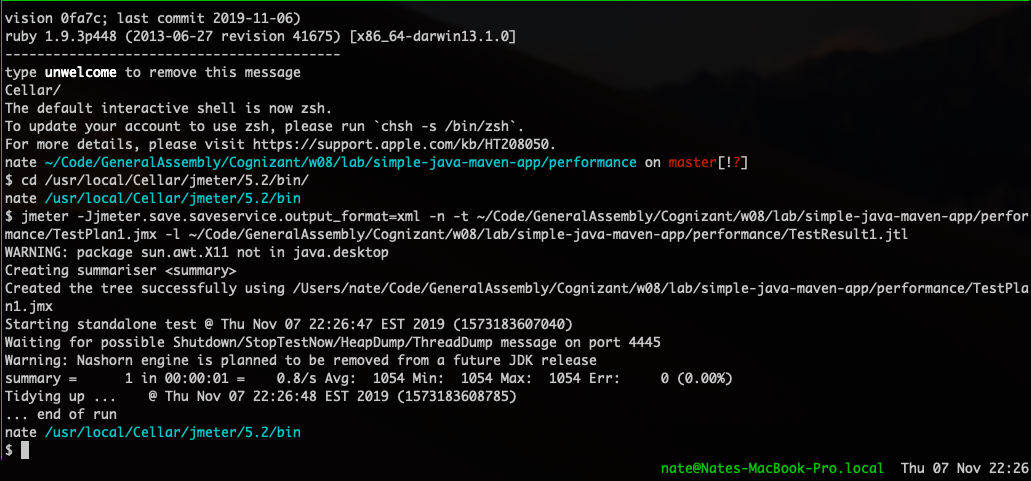 vision 0fa7c; last commit 2019-11-06)
ruby 1.9.3p448 (2013-06-27 revision 41675) [x86_64-darwin13.1.0]
------------------------------------------
type unwelcome to remove this message
Cellar/
The default interactive shell is now zsh.
To update your account to use zsh, please run `chsh -s /bin/zsh`.
For more details, please visit https://support.apple.com/kb/HT208050.
nate ~/Code/GeneralAssembly/Cognizant/w08/lab/simple-java-maven-app/performance on master[!?]
$ cd /usr/local/Cellar/jmeter/5.2/bin/
nate /usr/local/Cellar/jmeter/5.2/bin
$ jmeter -Jjmeter.save.saveservice.output_format=xml -n -t ~/Code/GeneralAssembly/Cognizant/w08/lab/simple-java-maven-app/perfor
mance/TestPlan1.jmx -l ~/Code/GeneralAssembly/Cognizant/w08/lab/simple-java-maven-app/performance/TestResult1.jtl
WARNING: package sun.awt.X11 not in java.desktop
Creating summariser <summary>
Created the tree successfully using /Users/nate/Code/GeneralAssembly/Cognizant/w08/lab/simple-java-maven-app/performance/TestPla
n1.jmx
Starting standalone test @ Thu Nov 07 22:26:47 EST 2019 (1573183607040)
Waiting for possible Shutdown/StopTestNow/HeapDump/ThreadDump message on port 4445
Warning: Nashorn engine is planned to be removed from a future JDK release
summary =      1 in 00:00:01 =    0.8/s Avg:  1054 Min:  1054 Max:  1054 Err:     0 (0.00%)
Tidying up ...    @ Thu Nov 07 22:26:48 EST 2019 (1573183608785)
... end of run
nate /usr/local/Cellar/jmeter/5.2/bin
$
nate@Nates-MacBook-Pro.local  Thu 07 Nov 22:26